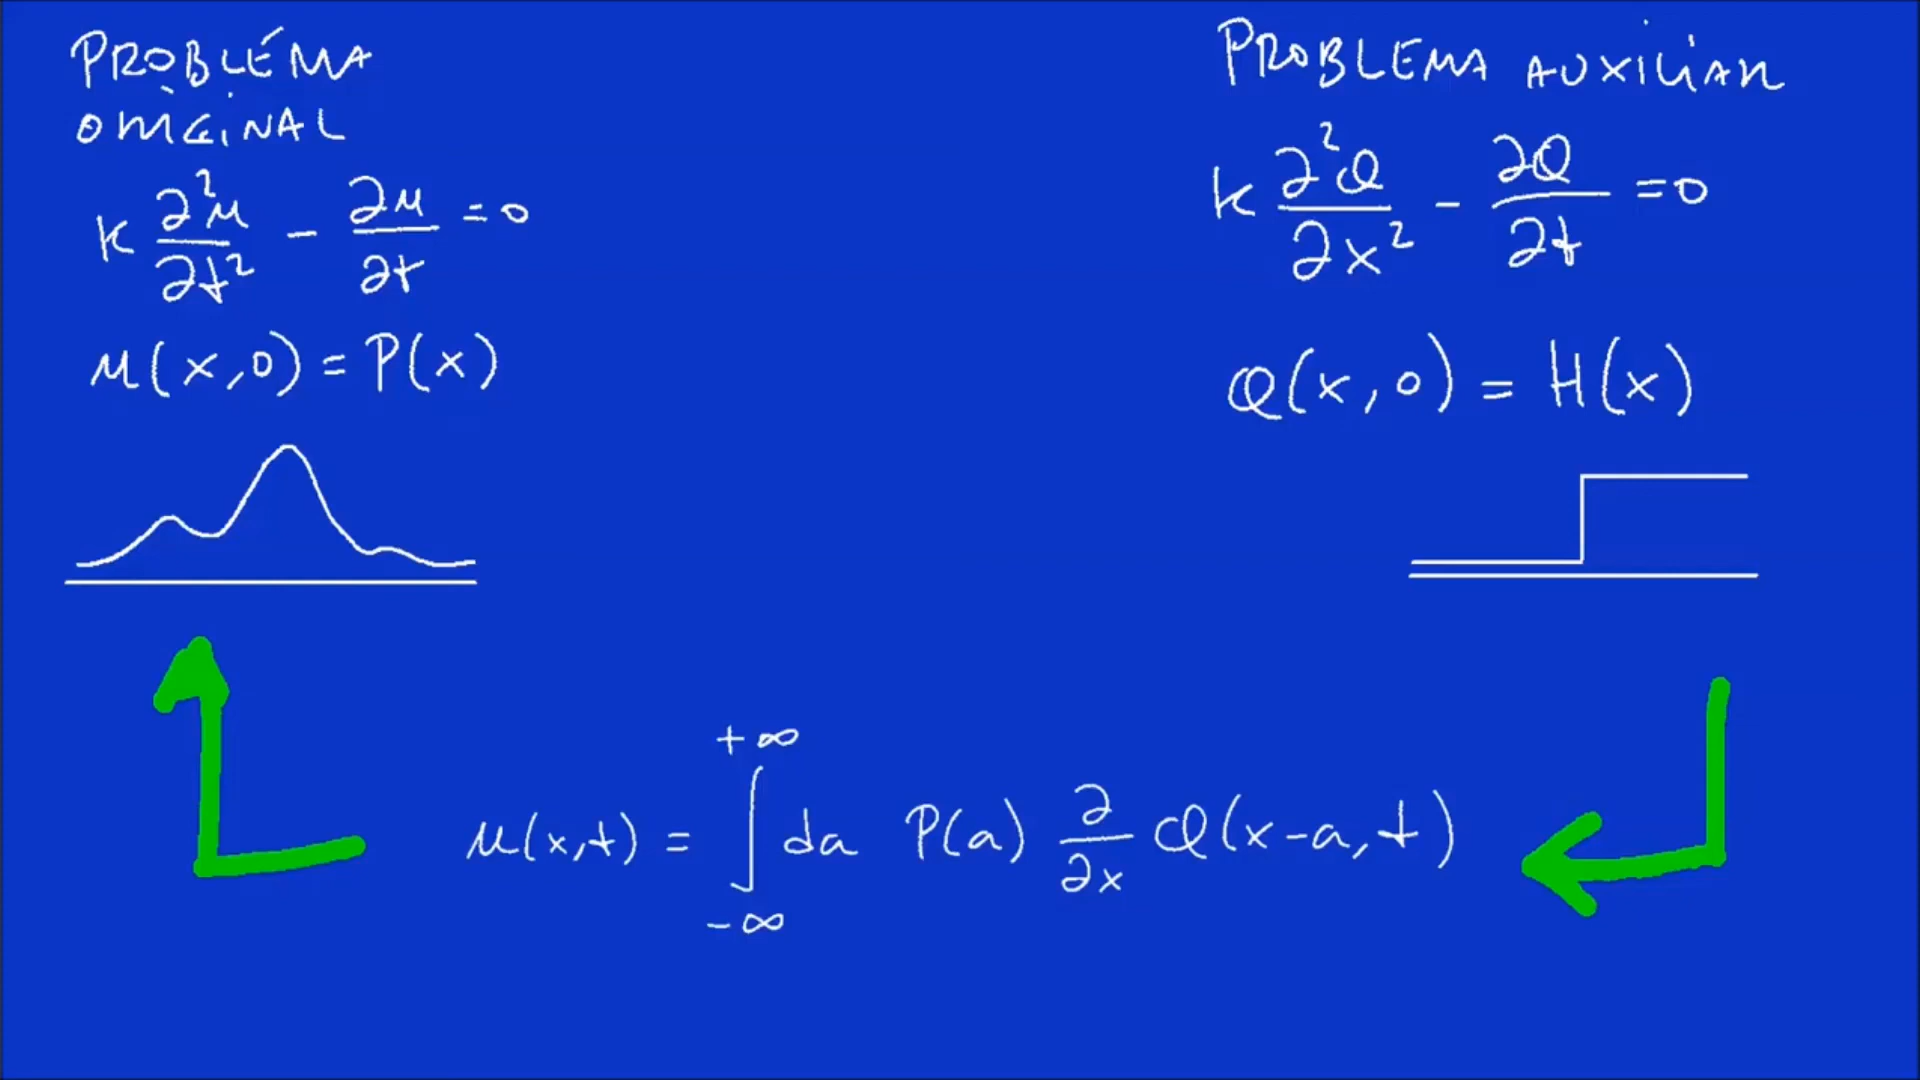 PROBLÉMA
ORIGINAL
k ∂²u/∂t² - ∂u/∂t = 0
u(x,0) = P(x)
PROBLEMA AUXILIAR
k ∂²Q/∂x² - ∂Q/∂t = 0
Q(x,0) = H(x)
u(x,t) = ∫_{-∞}^{+∞} da P(a) ∂/∂x Q(x-a,t)